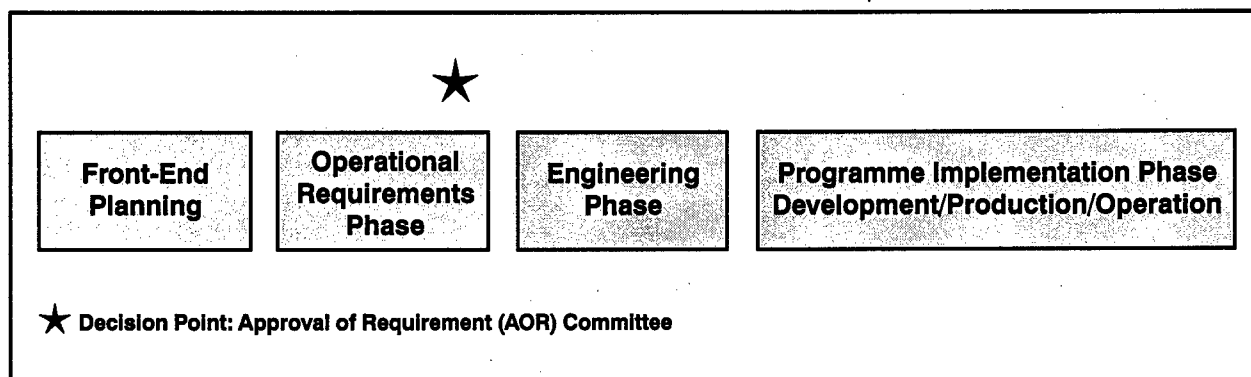 Front-End
Planning
Operational
Requirements
Phase
Engineering
Phase
Programme Implementation Phase
Development/Production/Operation
Decision Point: Approval of Requirement (AOR) Committee